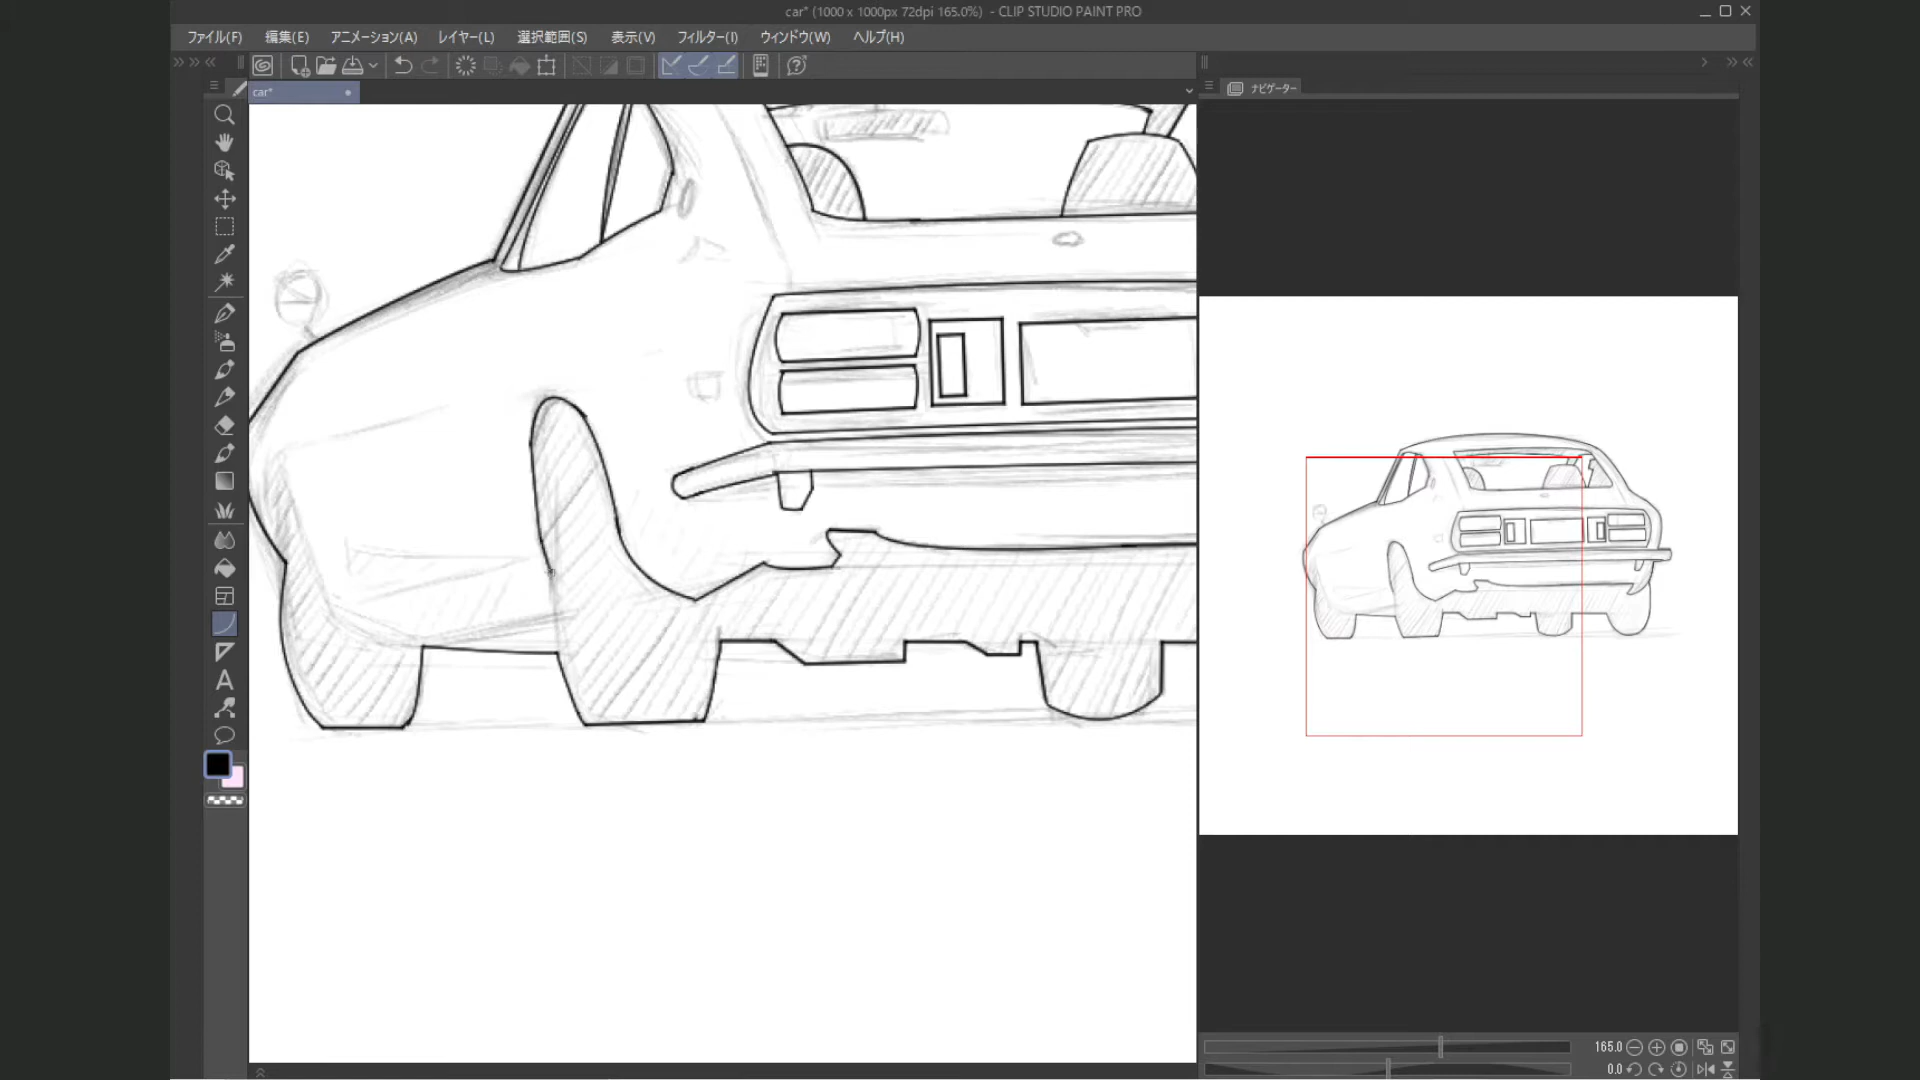 car* (1000 x 1000px 72dpi 165.0%) - CLIP STUDIO PAINT PRO
ファイル(F) 編集(E) アニメーション(A) レイヤー(L) 選択範囲(S) 表示(V) フィルター(I) ウィンドウ(W) ヘルプ(H)
car*
ナビゲーター
165.0
0.0